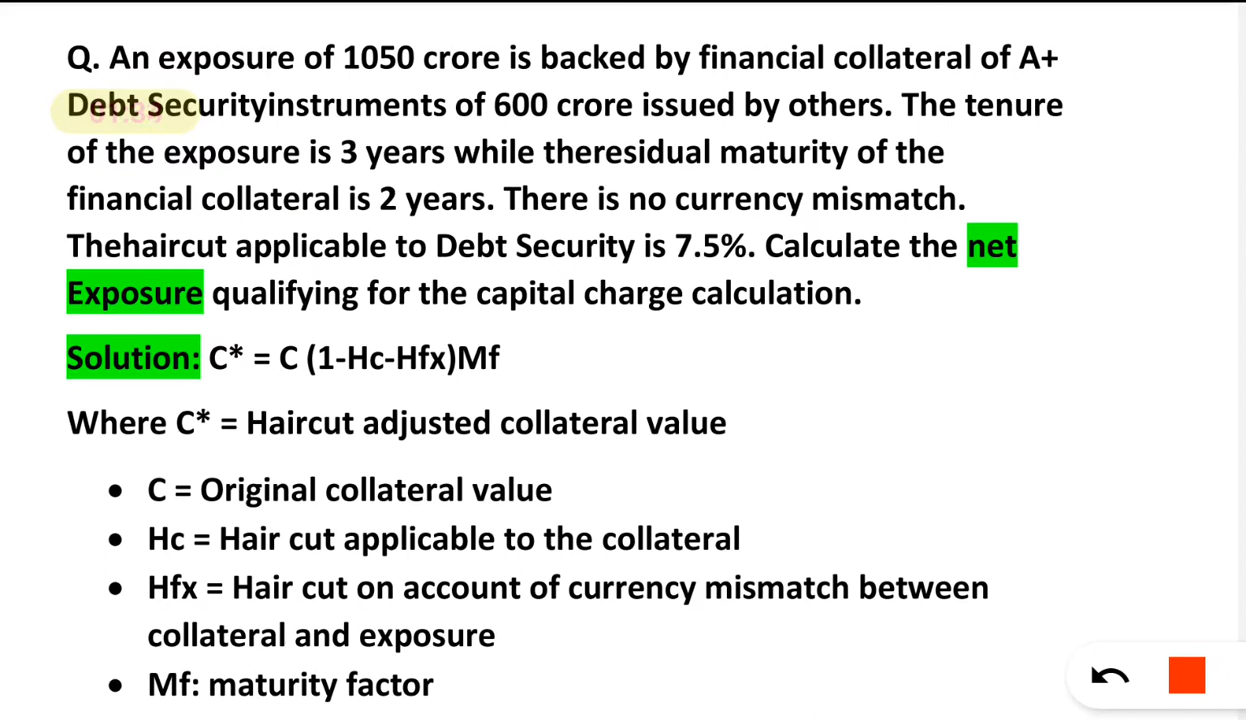 Q. An exposure of 1050 crore is backed by financial collateral of A+
Debt Securityinstruments of 600 crore issued by others. The tenure
of the exposure is 3 years while theresidual maturity of the
financial collateral is 2 years. There is no currency mismatch.
Thehaircut applicable to Debt Security is 7.5%. Calculate the net
Exposure qualifying for the capital charge calculation.
Solution: C* = C (1-Hc-Hfx)Mf
Where C* = Haircut adjusted collateral value
• C = Original collateral value
• Hc = Hair cut applicable to the collateral
• Hfx = Hair cut on account of currency mismatch between
collateral and exposure
• Mf: maturity factor